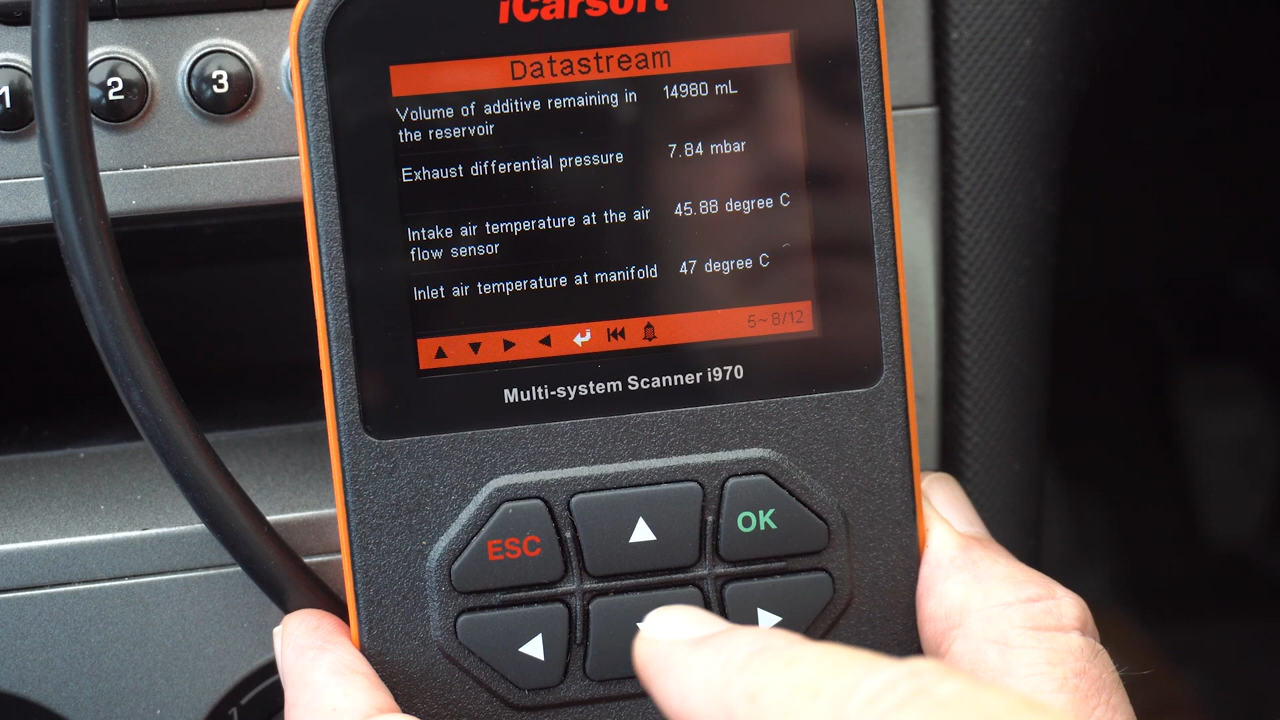 iCarsoft
Datastream
Volume of additive remaining in 14980 mL
the reservoir
Exhaust differential pressure 7.84 mbar
Intake air temperature at the air 45.88 degree C
flow sensor
Inlet air temperature at manifold 47 degree C
5~8/12
Multi-system Scanner i970
1 2 3
ESC OK